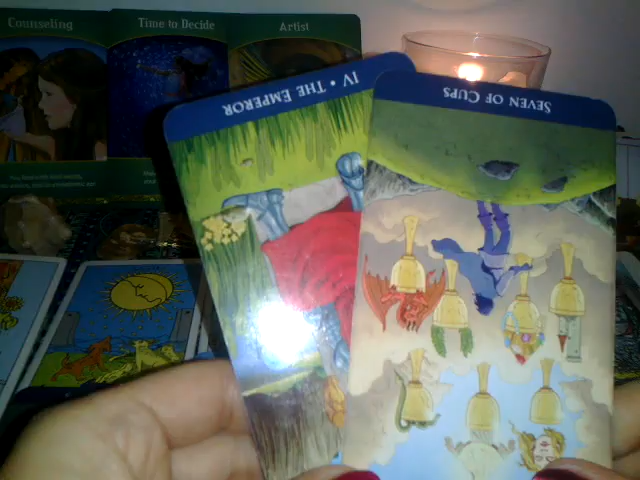 Counseling
Time to Decide
Artist
IV • THE EMPEROR
SEVEN OF CUPS